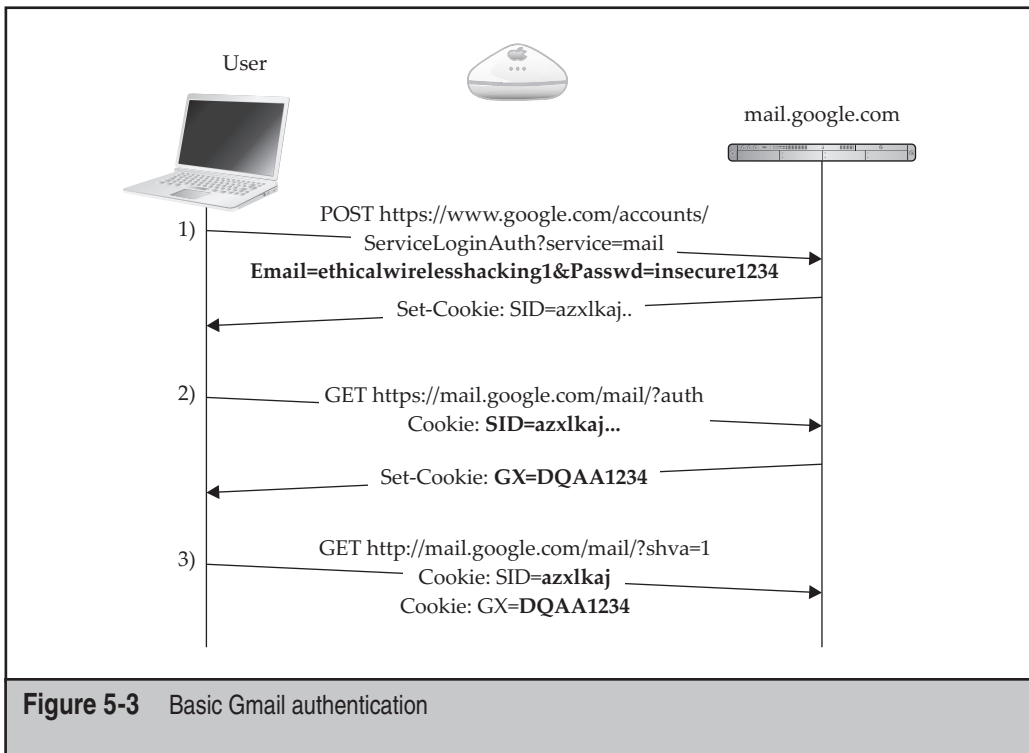 User
mail.google.com
1)
POST https://www.google.com/accounts/
ServiceLoginAuth?service=mail
Email=ethicalwirelesshacking1&Passwd=insecure1234
Set-Cookie: SID=azxlkaj..
2)
GET https://mail.google.com/mail/?auth
Cookie: SID=azxlkaj...
Set-Cookie: GX=DQAA1234
3)
GET http://mail.google.com/mail/?shva=1
Cookie: SID=azxlkaj
Cookie: GX=DQAA1234
Figure 5-3 Basic Gmail authentication